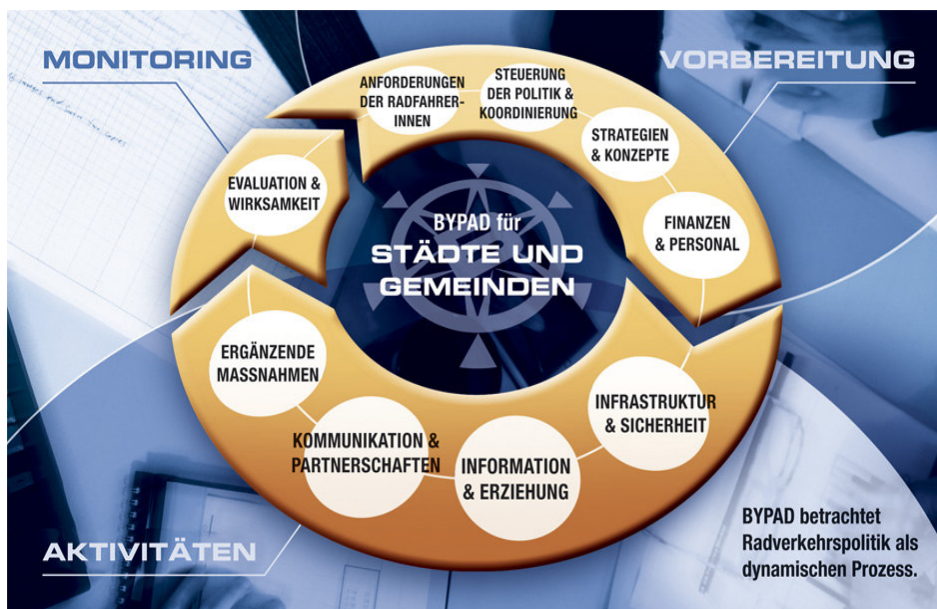 MONITORING
VORBEREITUNG
ANFORDERUNGEN
DER RADFAHRER-
INNEN
STEUERUNG
DER POLITIK &
KOORDINIERUNG
STRATEGIEN
& KONZEPTE
FINANZEN
& PERSONAL
EVALUATION &
WIRKSAMKEIT
BYPAD für
STÄDTE UND
GEMEINDEN
INFRASTRUKTUR
& SICHERHEIT
INFORMATION
& ERZIEHUNG
KOMMUNIKATION &
PARTNERSCHAFTEN
ERGÄNZENDE
MASSNAHMEN
AKTIVITÄTEN
BYPAD betrachtet
Radverkehrspolitik als
dynamischen Prozess.